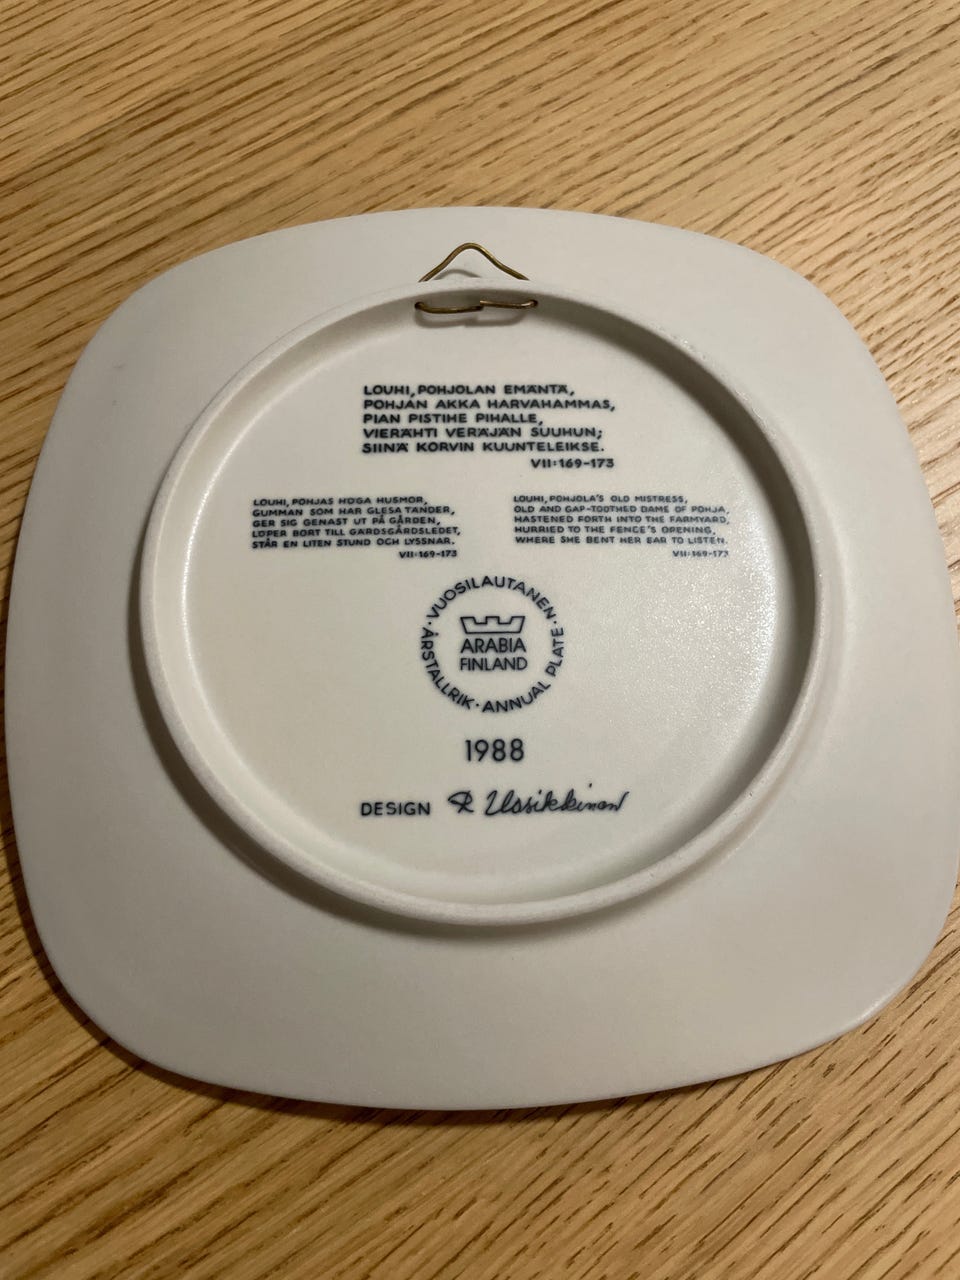 LOUHI, POHJOLAN EMÄNTÄ,
POHJAN AKKA HARVAHAMMAS,
PIAN PISTIHE PIHALLE,
VIERÄHTI VERÄJÄN SUUHUN;
SIINÄ KORVIN KUUNTELEIKSE.
VII:169-173
LOUHI, POHJAS HÖGA HUSMOR,
GUMMAN SOM HAR GLESA TÄNDER,
GER SIG GENAST UT PÅ GÅRDEN,
LÖPER BORT TILL GÄRDSGÅRDSLEDET,
STÅR EN LITEN STUND OCH LYSSNAR.
VII:169-173
LOUHI, POHJOLA'S OLD MISTRESS,
OLD AND GAP-TOOTHED DAME OF POHJA,
HASTENED FORTH INTO THE FARMYARD,
HURRIED TO THE FENCE'S OPENING,
WHERE SHE BENT HER EAR TO LISTEN.
VII:169-173
VUOSILAUTANEN · ANNUAL PLATE · ÅRSTALLRIK ·
ARABIA
FINLAND
1988
DESIGN R Uosikkinen